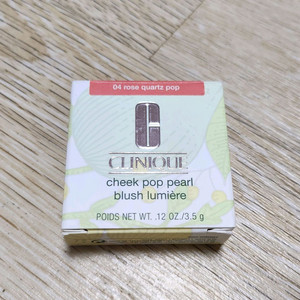 04 rose quartz pop
CLINIQUE
cheek pop pearl
blush lumière
POIDS NET WT. .12 OZ./3.5 g